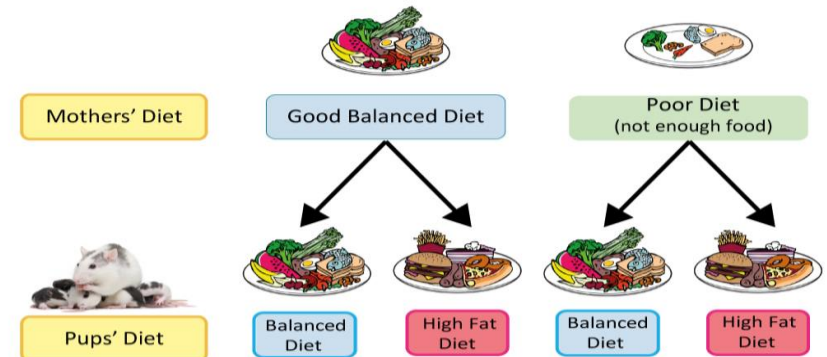 Mothers' Diet
Good Balanced Diet
Poor Diet
(not enough food)
Pups' Diet
Balanced
Diet
High Fat
Diet
Balanced
Diet
High Fat
Diet